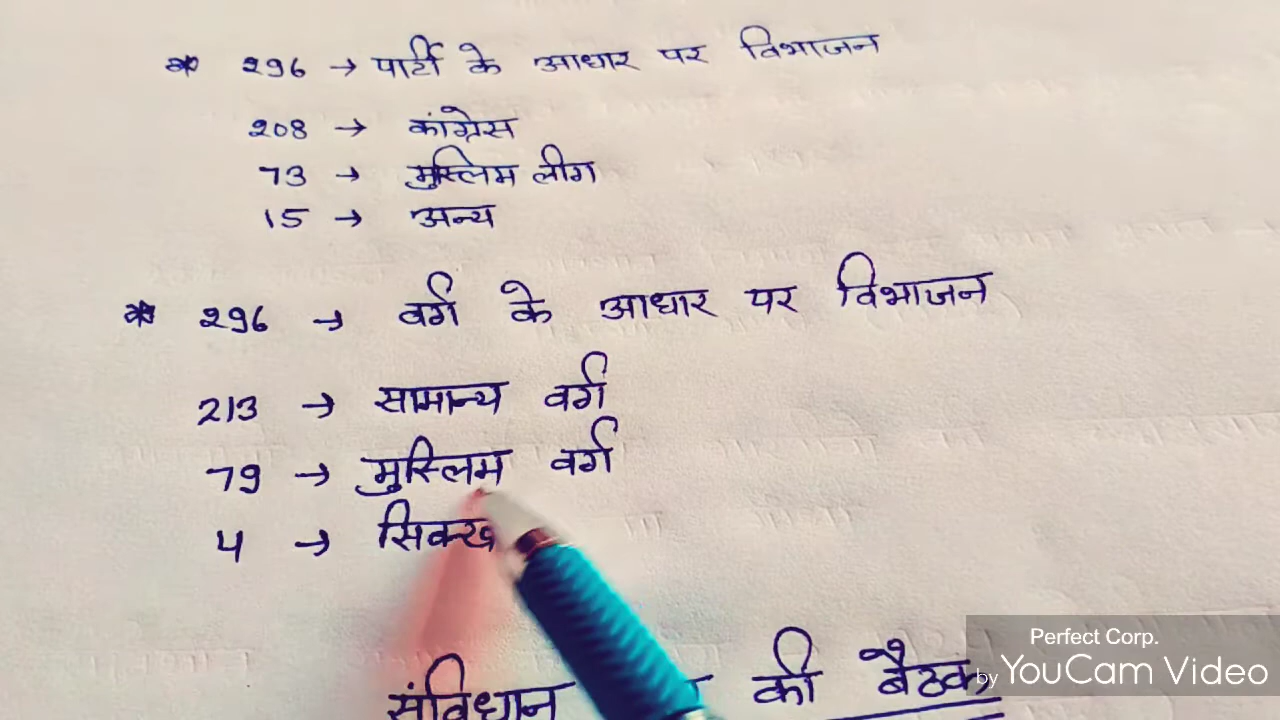 * 296 → पार्टी के आधार पर विभाजन
208 → कांग्रेस
73 → मुस्लिम लीग
15 → अन्य
* 296 → वर्ग के आधार पर विभाजन
213 → सामान्य वर्ग
79 → मुस्लिम वर्ग
4 → सिक्ख
संविधान की बैठक
Perfect Corp.
by YouCam Video